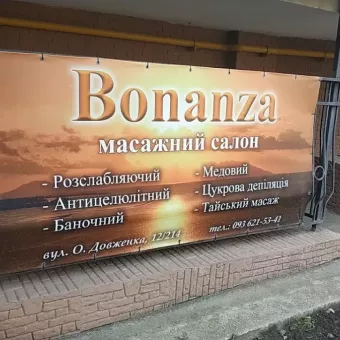 Bonanza
масажний салон
- Розслабляючий
- Антицелюлітний
- Баночний
- Медовий
- Цукрова депіляція
- Тайський масаж
вул. О. Довженка, 12/214
тел.: 093 621-53-41